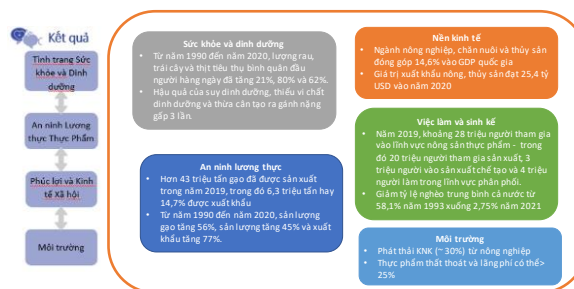 Kết quả
Tình trạng Sức
khỏe và Dinh
dưỡng
An ninh Lương
thực Thực Phẩm
Phúc lợi và Kinh
tế Xã hội
Môi trường
Sức khỏe và dinh dưỡng
• Từ năm 1990 đến năm 2020, lượng rau,
trái cây và thịt tiêu thụ bình quân đầu
người hàng ngày đã tăng 21%, 80% và 62%.
• Hậu quả của suy dinh dưỡng, thiếu vi chất
dinh dưỡng và thừa cân tạo ra gánh nặng
gấp 3 lần.
An ninh lương thực
• Hơn 43 triệu tấn gạo đã được sản xuất
trong năm 2019, trong đó 6,3 triệu tấn hay
14,7% được xuất khẩu
• Từ năm 1990 đến năm 2020, sản lượng
gạo tăng 56%, sản lượng tăng 45% và xuất
khẩu tăng 77%.
Nền kinh tế
• Ngành nông nghiệp, chăn nuôi và thủy sản
đóng góp 14,6% vào GDP quốc gia
• Giá trị xuất khẩu nông, thủy sản đạt 25,4 tỷ
USD vào năm 2020
Việc làm và sinh kế
• Năm 2019, khoảng 28 triệu người tham gia
vào lĩnh vực nông sản thực phẩm - trong
đó 20 triệu người tham gia sản xuất, 3
triệu người vào sản xuất chế tạo và 4 triệu
người làm trong lĩnh vực phân phối.
• Giảm tỷ lệ nghèo trung bình cả nước từ
58,1% năm 1993 xuống 2,75% năm 2021
Môi trường
• Phát thải KNK (~ 30%) từ nông nghiệp
• Thực phẩm thất thoát và lãng phí có thể>
25%